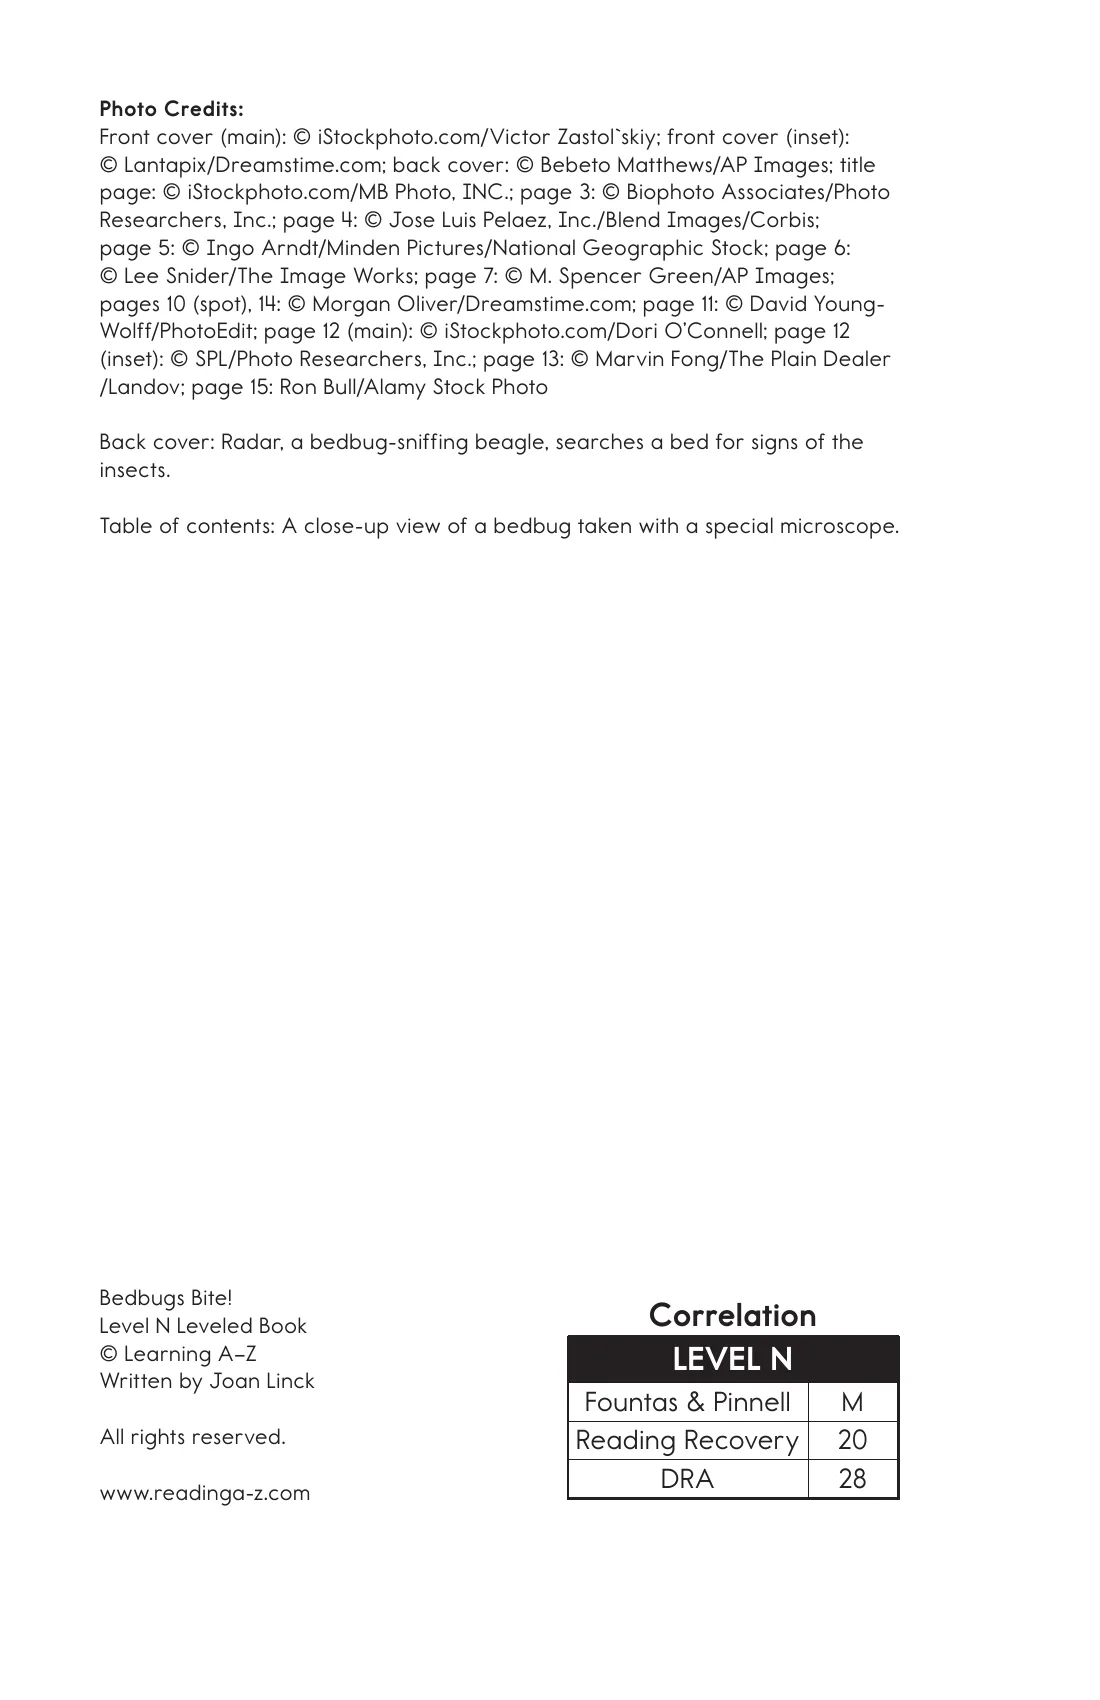 Photo Credits:
Front cover (main): © iStockphoto.com/Victor Zastol`skiy; front cover (inset):
© Lantapix/Dreamstime.com; back cover: © Bebeto Matthews/AP Images; title
page: © iStockphoto.com/MB Photo, INC.; page 3: © Biophoto Associates/Photo
Researchers, Inc.; page 4: © Jose Luis Pelaez, Inc./Blend Images/Corbis;
page 5: © Ingo Arndt/Minden Pictures/National Geographic Stock; page 6:
© Lee Snider/The Image Works; page 7: © M. Spencer Green/AP Images;
pages 10 (spot), 14: © Morgan Oliver/Dreamstime.com; page 11: © David Young-
Wolff/PhotoEdit; page 12 (main): © iStockphoto.com/Dori O'Connell; page 12
(inset): © SPL/Photo Researchers, Inc.; page 13: © Marvin Fong/The Plain Dealer
/Landov; page 15: Ron Bull/Alamy Stock Photo
Back cover: Radar, a bedbug-sniffing beagle, searches a bed for signs of the
insects.
Table of contents: A close-up view of a bedbug taken with a special microscope.
Bedbugs Bite!
Level N Leveled Book
© Learning A–Z
Written by Joan Linck
All rights reserved.
www.readinga-z.com
Correlation
LEVEL N
Fountas & Pinnell M
Reading Recovery 20
DRA 28